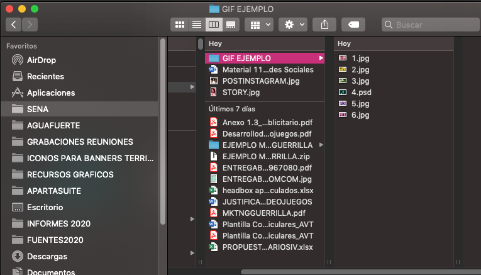 GIF EJEMPLO
Buscar
Favoritos
AirDrop
Recientes
Aplicaciones
SENA
AGUAFUERTE
GRABACIONES REUNIONES
ICONOS PARA BANNERS TERRI...
RECURSOS GRAFICOS
APARTASUITE
Escritorio
INFORMES 2020
FUENTES2020
Descargas
Documentos
Hoy
GIF EJEMPLO
Material 11...des Sociales
POSTINSTAGRAM.jpg
STORY.jpg
Últimos 7 días
Anexo 1.3_...blicitario.pdf
Desarrollod...ojuegos.pdf
EJEMPLO M...GUERRILLA
EJEMPLO M...RRILLA.zip
ENTREGAB...967080.pdf
ENTREGAB...OMCOM.jpg
headbox ap...culados.xlsx
JUSTIFICA...DEOJUEGOS
MKTNGGUERRILLA.pdf
Plantilla Co...iculares_AVT
Plantilla Co...iculares_AVT
PROPUEST...ARIOSIV.xlsx
Hoy
1.jpg
2.jpg
3.jpg
4.psd
5.jpg
6.jpg